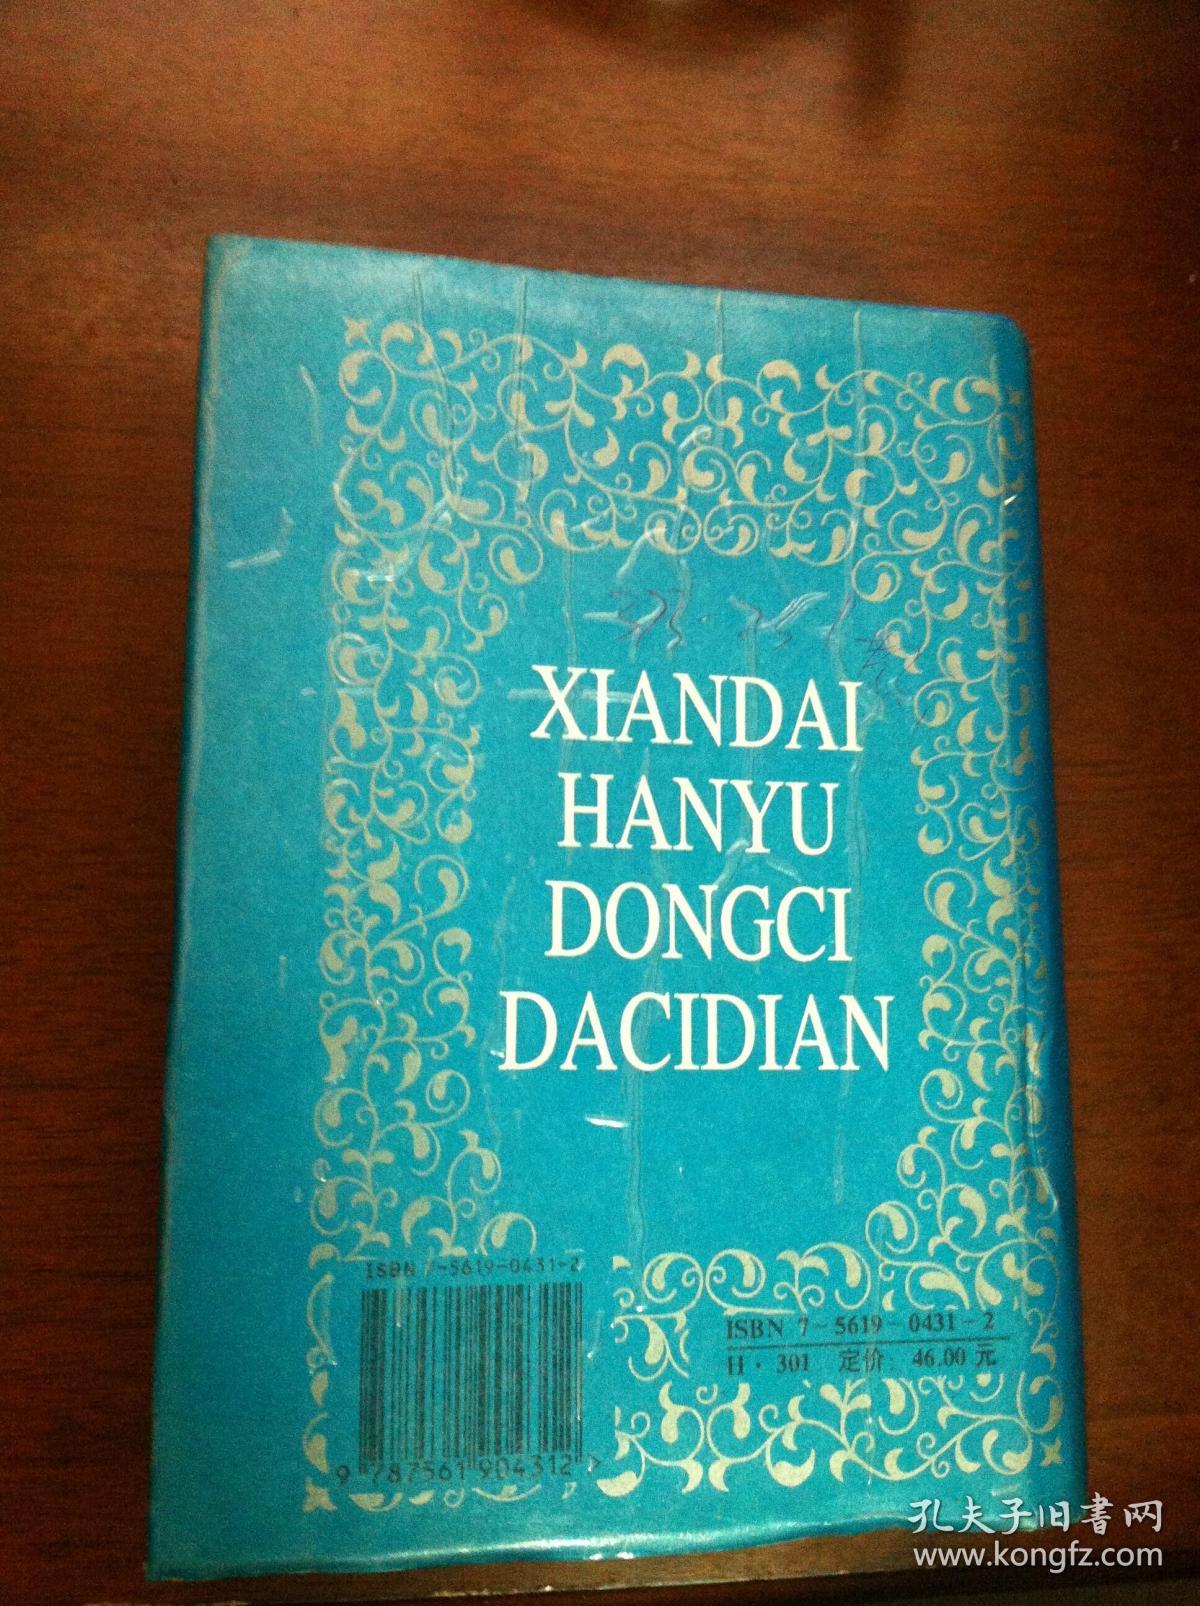 XIANDAI
HANYU
DONGCI
DACIDIAN
ISBN 7-5619-0431-2
9 787561 904312 >
ISBN 7-5619-0431-2
H·301 定价: 46.00元
孔夫子旧书网
www.kongfz.com